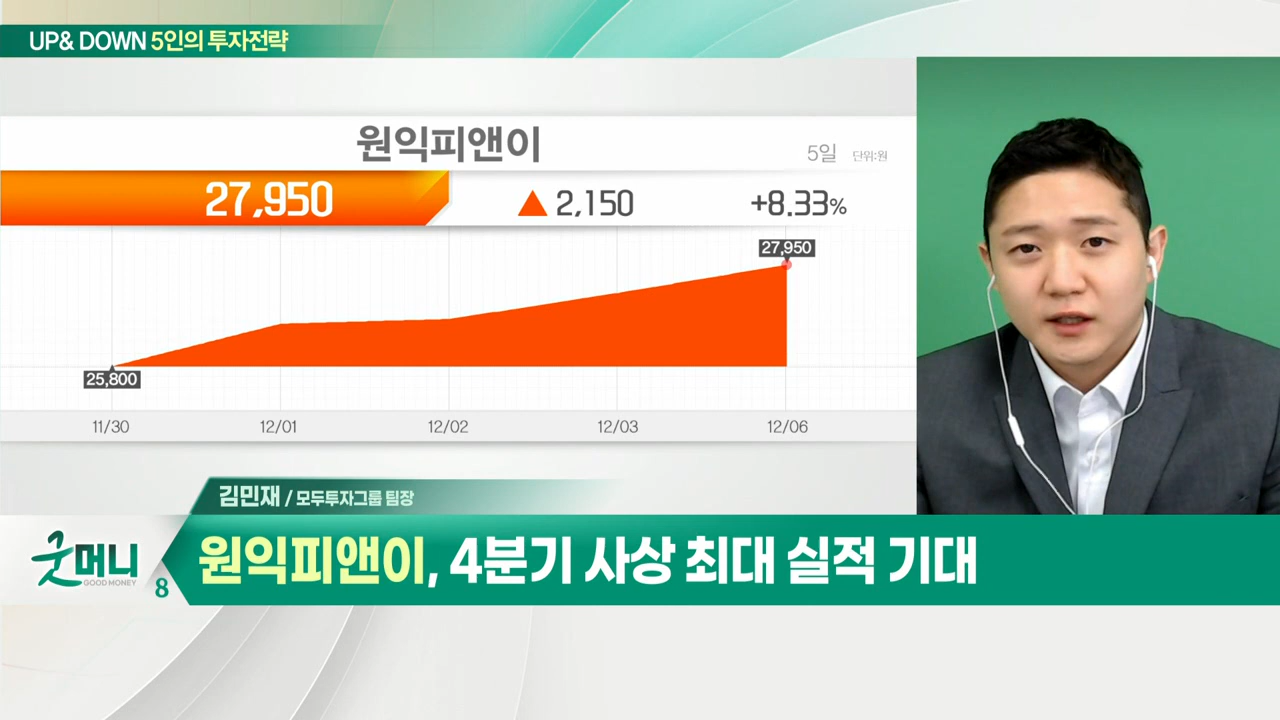 UP& DOWN 5인의 투자전략
원익피앤이
5일 단위:원
27,950 ▲ 2,150 +8.33%
27,950
25,800
11/30 12/01 12/02 12/03 12/06
김민재 / 모두투자그룹 팀장
굿머니
GOOD MONEY
8
원익피앤이, 4분기 사상 최대 실적 기대